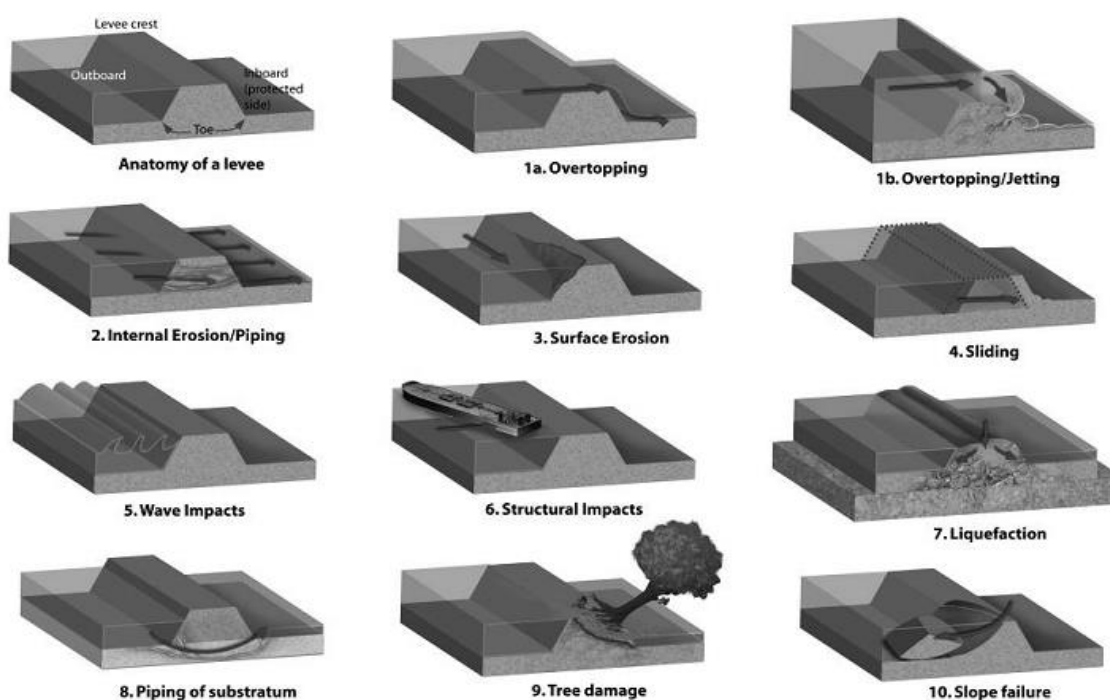 Levee crest
Outboard
Inboard
(protected
side)
Toe
Anatomy of a levee
1a. Overtopping
1b. Overtopping/Jetting
2. Internal Erosion/Piping
3. Surface Erosion
4. Sliding
5. Wave Impacts
6. Structural Impacts
7. Liquefaction
8. Piping of substratum
9. Tree damage
10. Slope failure